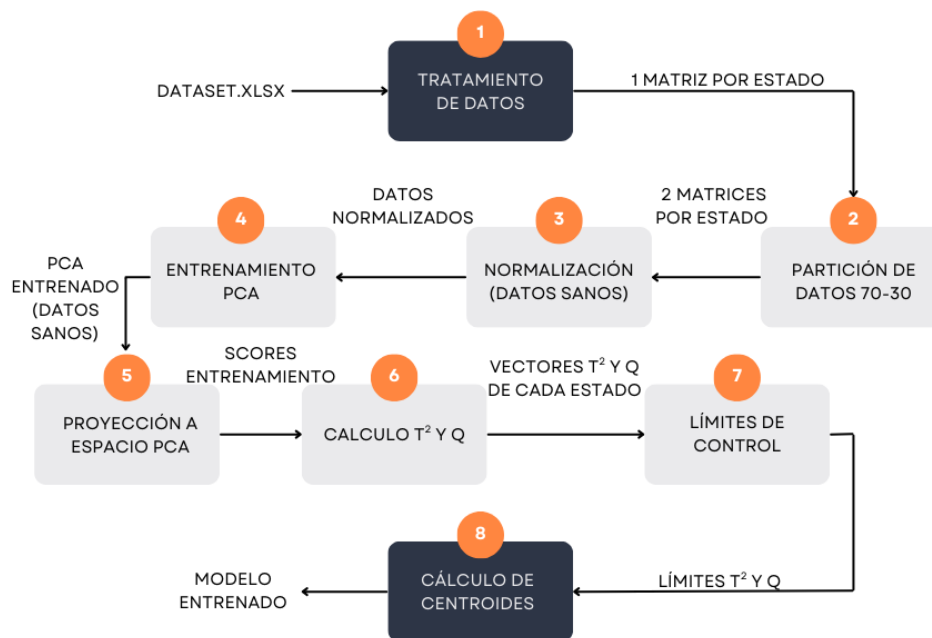 1
TRATAMIENTO
DE DATOS
DATASET.XLSX
1 MATRIZ POR ESTADO
2
PARTICIÓN DE
DATOS 70-30
2 MATRICES
POR ESTADO
3
NORMALIZACIÓN
(DATOS SANOS)
DATOS
NORMALIZADOS
4
ENTRENAMIENTO
PCA
PCA
ENTRENADO
(DATOS
SANOS)
5
PROYECCIÓN A
ESPACIO PCA
SCORES
ENTRENAMIENTO
6
CALCULO T² Y Q
VECTORES T² Y Q
DE CADA ESTADO
7
LÍMITES DE
CONTROL
LÍMITES T² Y Q
8
CÁLCULO DE
CENTROIDES
MODELO
ENTRENADO